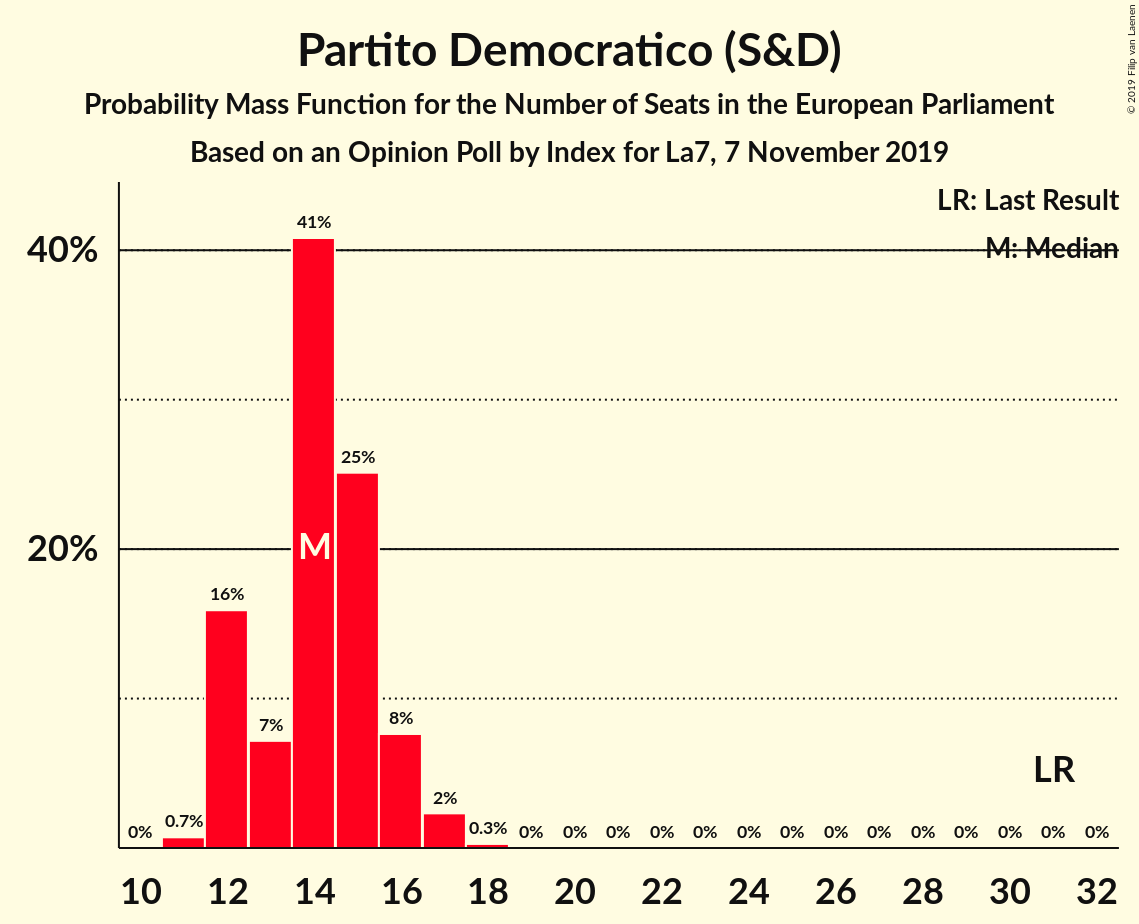 Partito Democratico (S&D)
Probability Mass Function for the Number of Seats in the European Parliament
Based on an Opinion Poll by Index for La7, 7 November 2019
© 2019 Filip van Laenen
LR: Last Result
M: Median
40%
20%
0%
0.7%
16%
7%
41%
25%
8%
2%
0.3%
0%
0%
0%
0%
0%
0%
0%
0%
0%
0%
0%
0%
0%
0%
M
LR
10 12 14 16 18 20 22 24 26 28 30 32